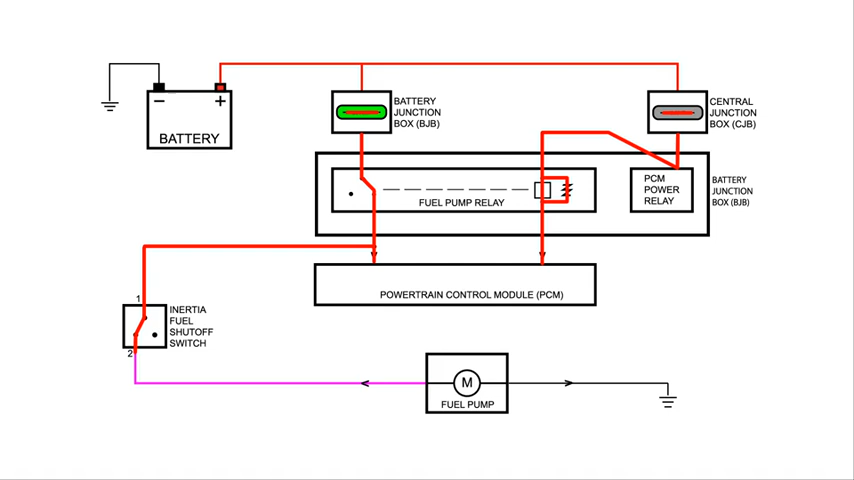 BATTERY
JUNCTION
BOX (BJB)
CENTRAL
JUNCTION
BOX (CJB)
− +
BATTERY
PCM
POWER
RELAY
BATTERY
JUNCTION
BOX (BJB)
FUEL PUMP RELAY
POWERTRAIN CONTROL MODULE (PCM)
1
INERTIA
FUEL
SHUTOFF
SWITCH
2
M
FUEL PUMP